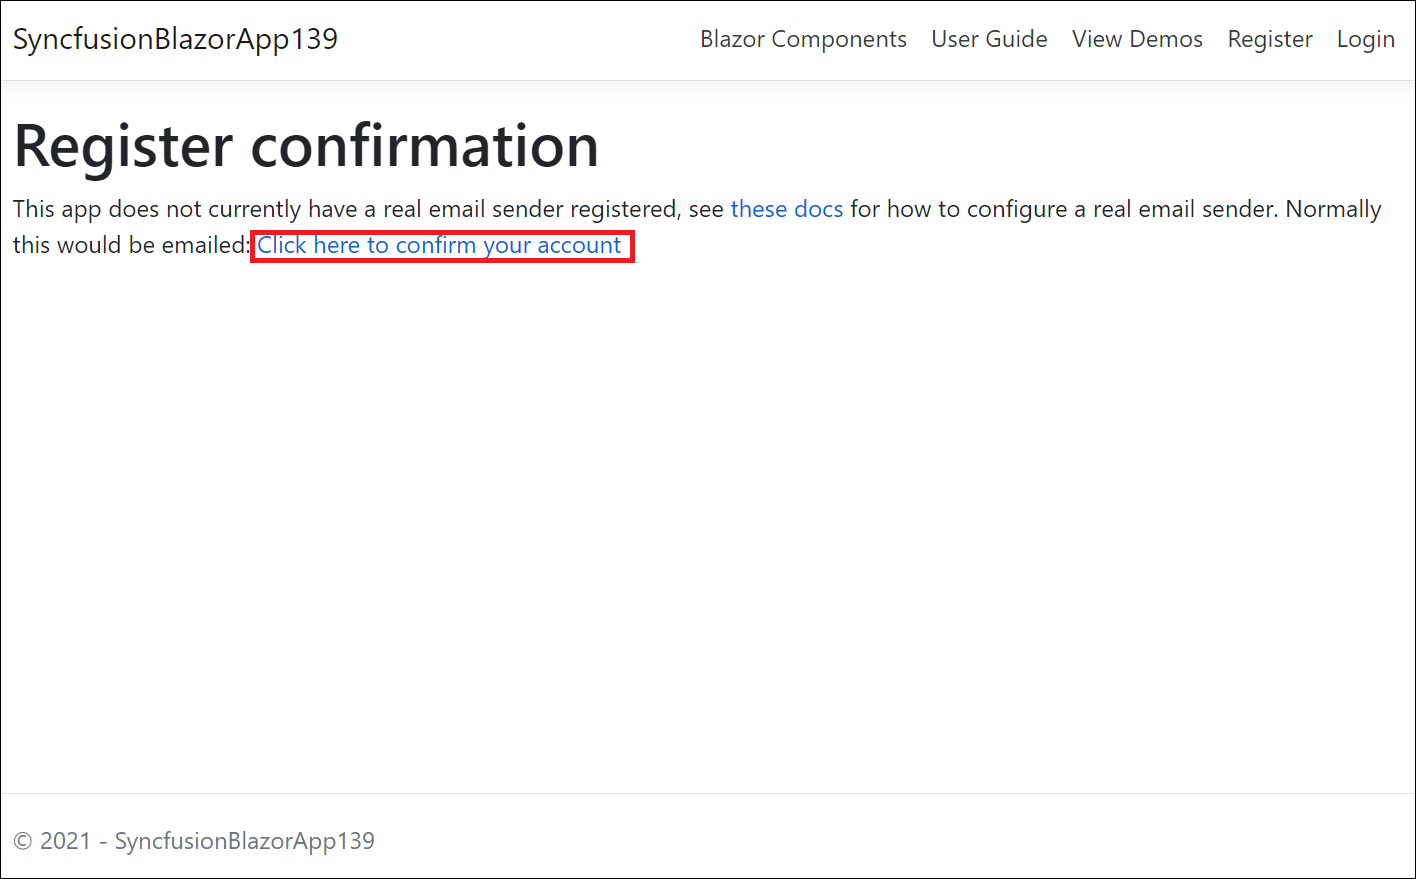 SyncfusionBlazorApp139 Blazor Components User Guide View Demos Register Login
Register confirmation
This app does not currently have a real email sender registered, see these docs for how to configure a real email sender. Normally
this would be emailed: Click here to confirm your account
© 2021 - SyncfusionBlazorApp139